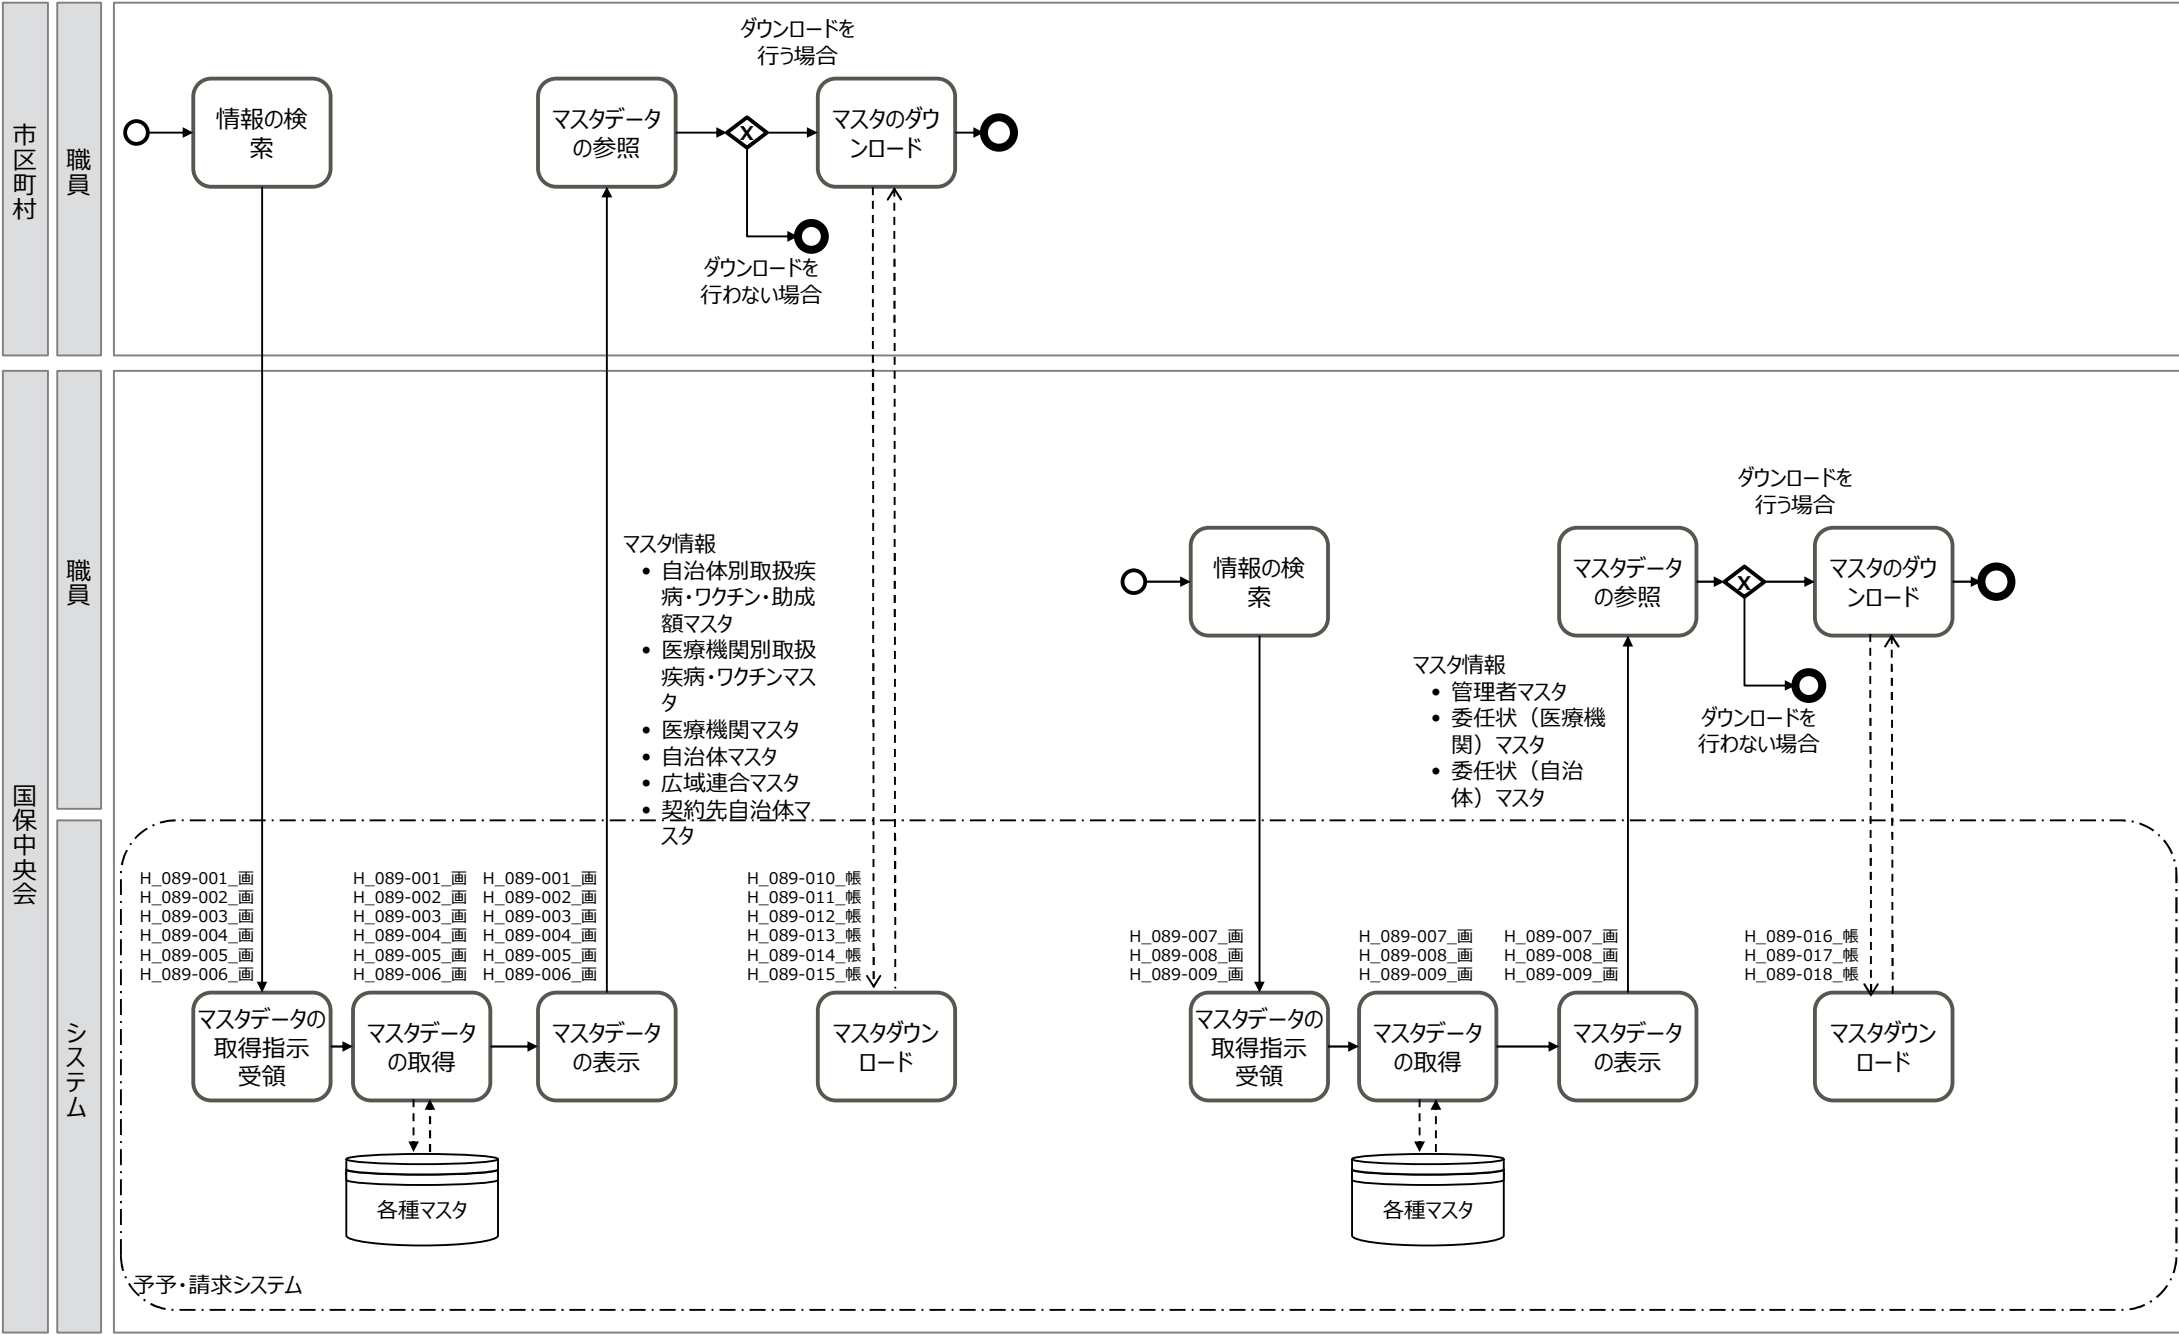 市区町村
職員
ダウンロードを
行う場合
情報の検
索
マスタデータ
の参照
X
マスタのダウ
ンロード
ダウンロードを
行わない場合
国保中央会
職員
マスタ情報
• 自治体別取扱疾
病・ワクチン・助成
額マスタ
• 医療機関別取扱
疾病・ワクチンマス
タ
• 医療機関マスタ
• 自治体マスタ
• 広域連合マスタ
• 契約先自治体マ
スタ
ダウンロードを
行う場合
情報の検
索
マスタデータ
の参照
X
マスタのダウ
ンロード
ダウンロードを
行わない場合
マスタ情報
• 管理者マスタ
• 委任状（医療機
関）マスタ
• 委任状（自治
体）マスタ
システム
H_089-001_画
H_089-002_画
H_089-003_画
H_089-004_画
H_089-005_画
H_089-006_画
H_089-001_画
H_089-002_画
H_089-003_画
H_089-004_画
H_089-005_画
H_089-006_画
H_089-001_画
H_089-002_画
H_089-003_画
H_089-004_画
H_089-005_画
H_089-006_画
H_089-010_帳
H_089-011_帳
H_089-012_帳
H_089-013_帳
H_089-014_帳
H_089-015_帳
H_089-007_画
H_089-008_画
H_089-009_画
H_089-007_画
H_089-008_画
H_089-009_画
H_089-007_画
H_089-008_画
H_089-009_画
H_089-016_帳
H_089-017_帳
H_089-018_帳
マスタデータの
取得指示
受領
マスタデータ
の取得
マスタデータ
の表示
マスタダウン
ロード
マスタデータの
取得指示
受領
マスタデータ
の取得
マスタデータ
の表示
マスタダウン
ロード
各種マスタ
各種マスタ
予予・請求システム